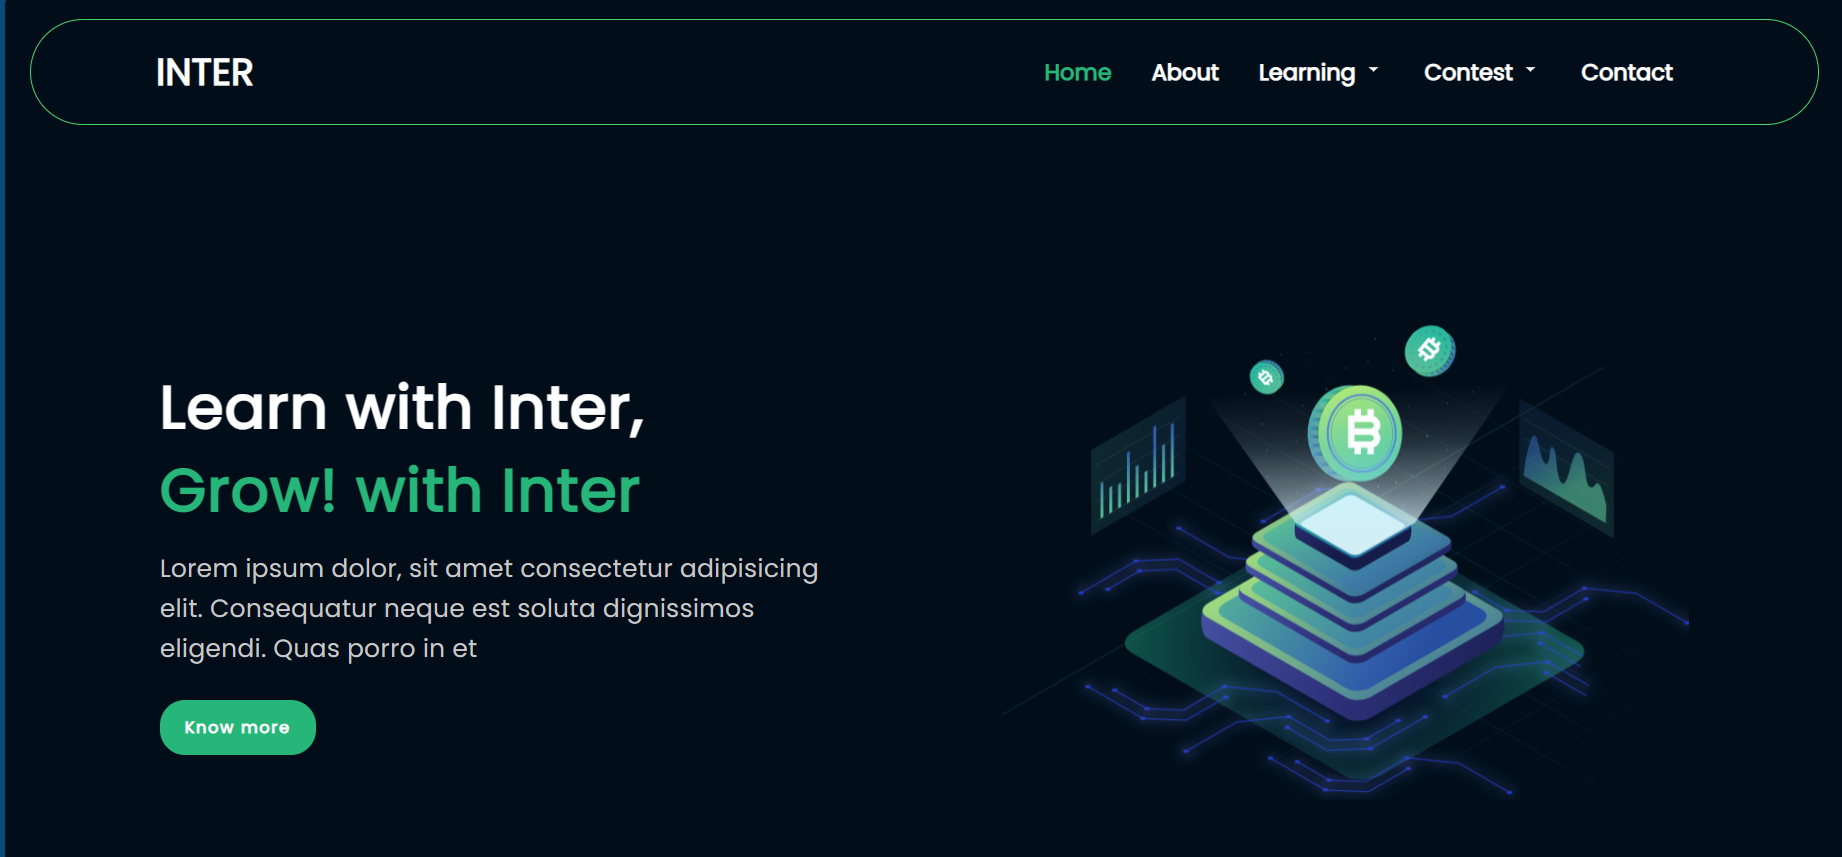 INTER
Home About Learning Contest Contact
Learn with Inter,
Grow! with Inter
Lorem ipsum dolor, sit amet consectetur adipisicing
elit. Consequatur neque est soluta dignissimos
eligendi. Quas porro in et
Know more